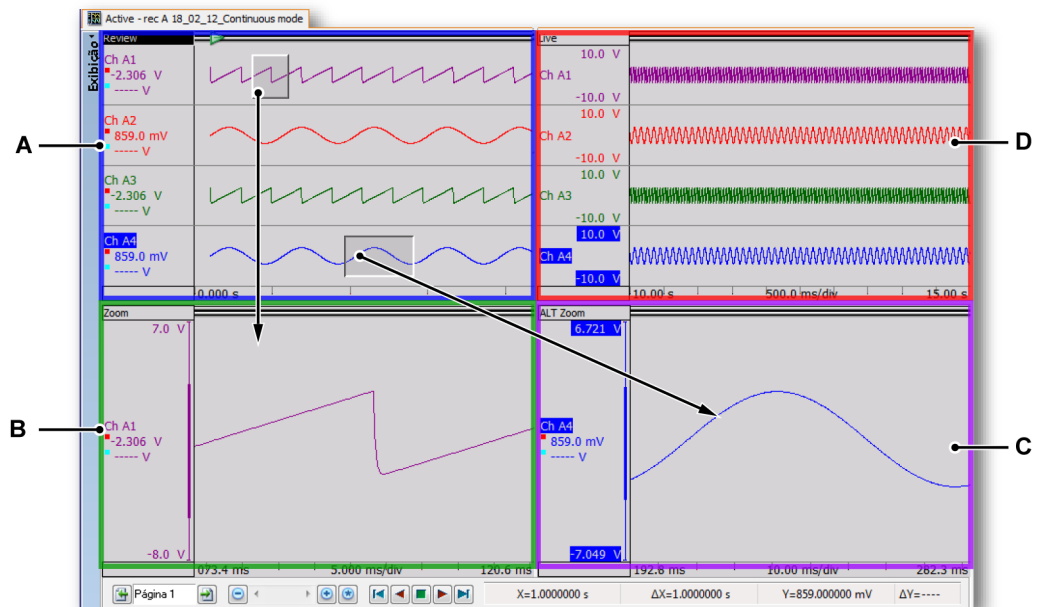 Active - rec A 18_02_12_Continuous mode
Exibição
Review
Ch A1
-2.306 V
----- V
Ch A2
859.0 mV
----- V
Ch A3
-2.306 V
----- V
Ch A4
859.0 mV
----- V
0.000 s
Live
10.0 V
Ch A1
-10.0 V
10.0 V
Ch A2
-10.0 V
10.0 V
Ch A3
-10.0 V
10.0 V
Ch A4
-10.0 V
10.00 s 500.0 ms/div 15.00 s
A
D
Zoom
7.0 V
Ch A1
-2.306 V
----- V
-8.0 V
073.4 ms 5.000 ms/div 120.6 ms
B
ALT Zoom
6.721 V
Ch A4
859.0 mV
----- V
-7.049 V
192.6 ms 10.00 ms/div 282.3 ms
C
Página 1
X=1.0000000 s ΔX=1.0000000 s Y=859.000000 mV ΔY=----